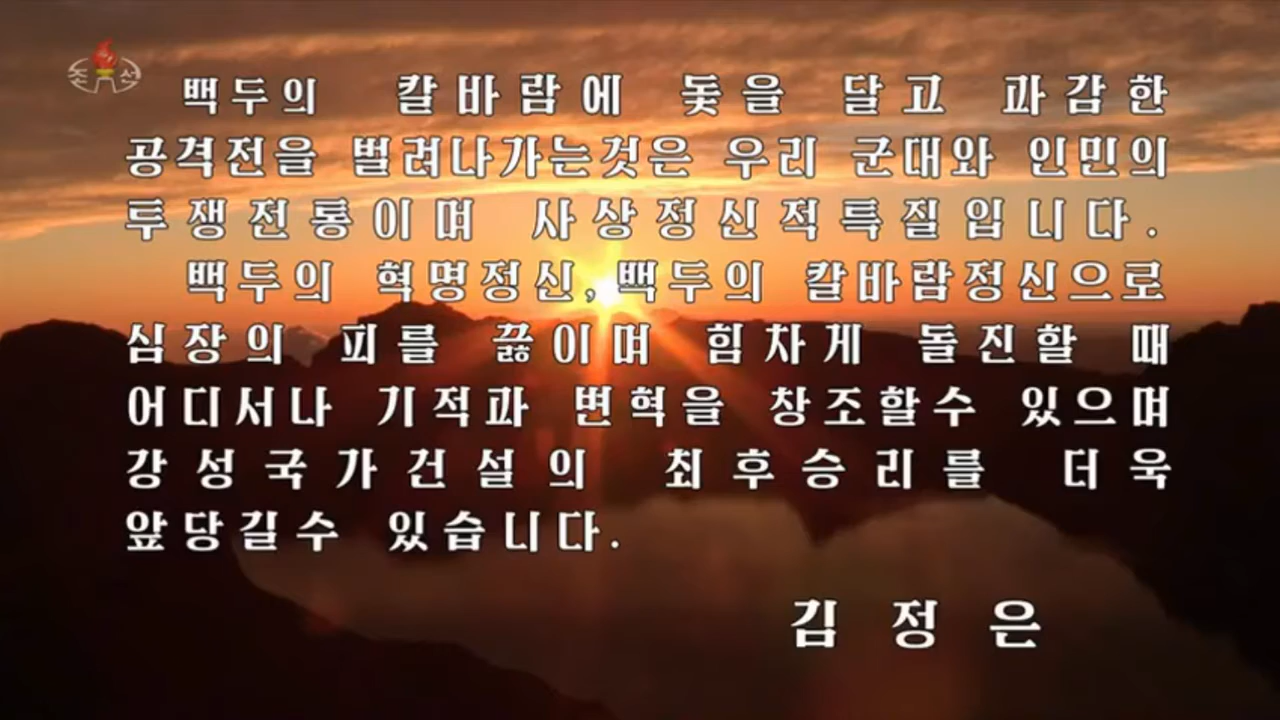 조선
백두의 칼바람에 돛을 달고 과감한
공격전을 벌려나가는것은 우리 군대와 인민의
투쟁전통이며 사상정신적특질입니다.
백두의 혁명정신,백두의 칼바람정신으로
심장의 피를 끓이며 힘차게 돌진할 때
어디서나 기적과 변혁을 창조할수 있으며
강성국가건설의 최후승리를 더욱
앞당길수 있습니다.
김정은